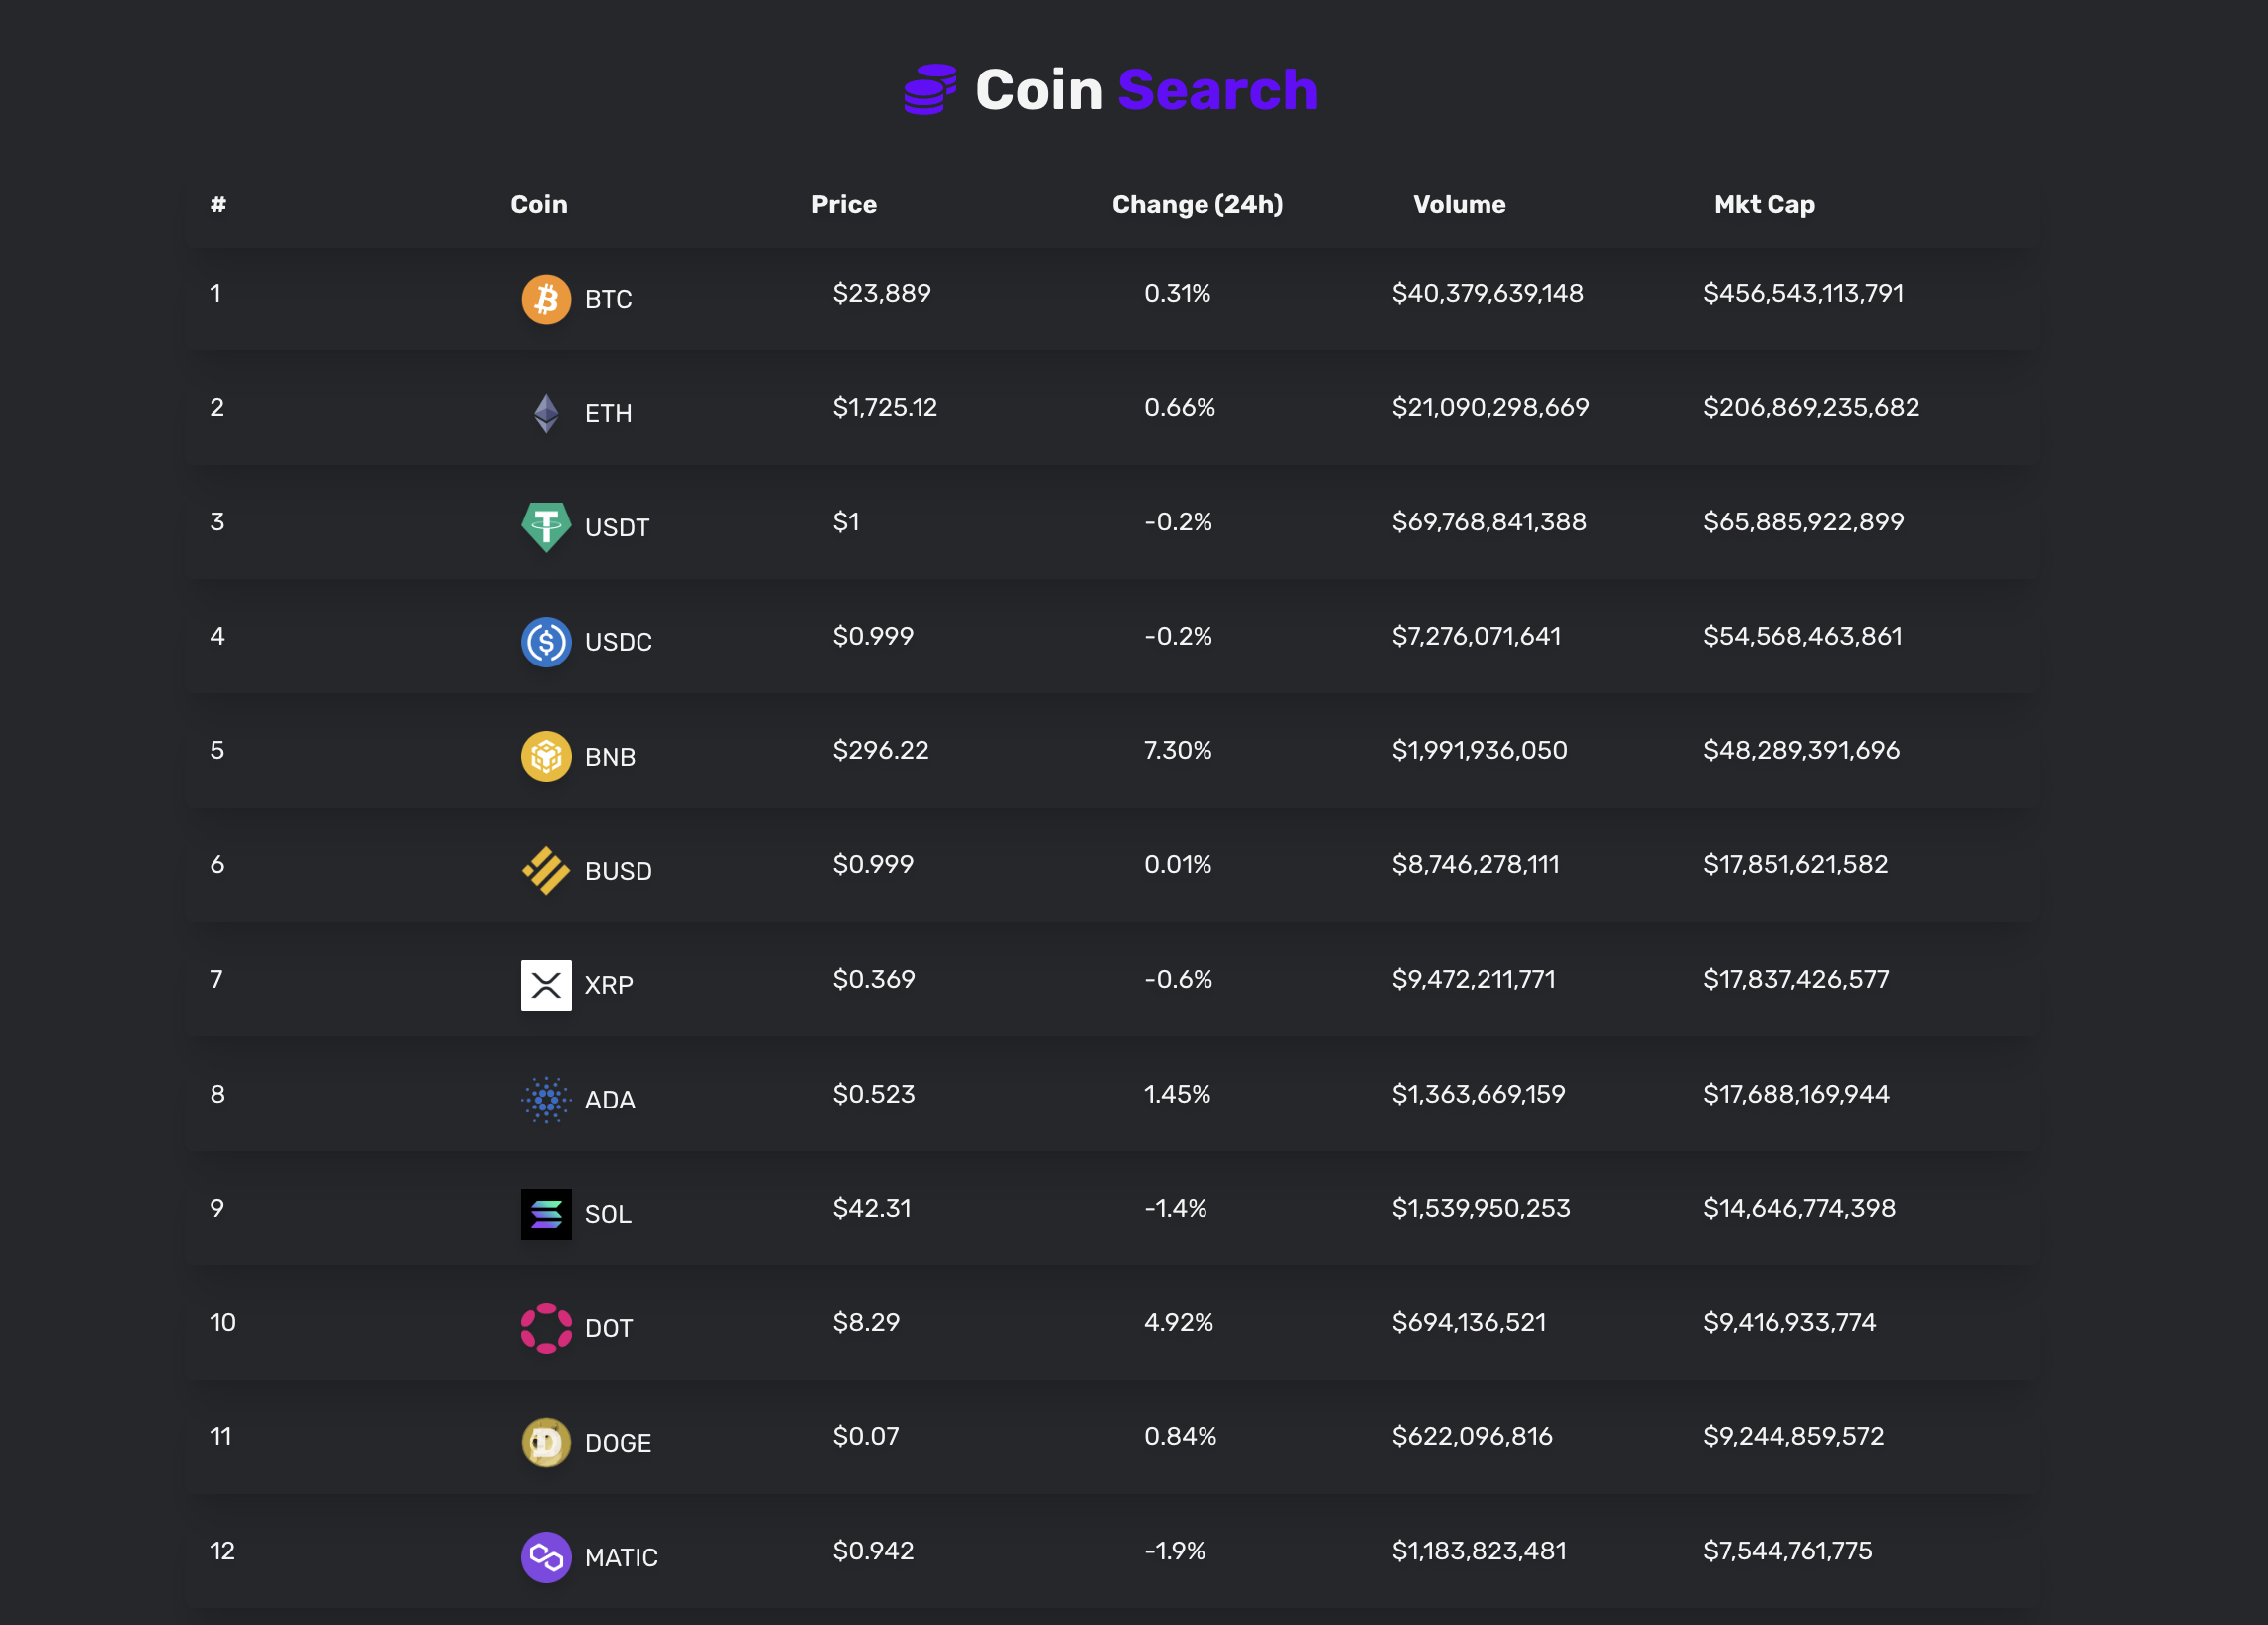 Coin Search
# Coin Price Change (24h) Volume Mkt Cap
1 BTC $23,889 0.31% $40,379,639,148 $456,543,113,791
2 ETH $1,725.12 0.66% $21,090,298,669 $206,869,235,682
3 USDT $1 -0.2% $69,768,841,388 $65,885,922,899
4 USDC $0.999 -0.2% $7,276,071,641 $54,568,463,861
5 BNB $296.22 7.30% $1,991,936,050 $48,289,391,696
6 BUSD $0.999 0.01% $8,746,278,111 $17,851,621,582
7 XRP $0.369 -0.6% $9,472,211,771 $17,837,426,577
8 ADA $0.523 1.45% $1,363,669,159 $17,688,169,944
9 SOL $42.31 -1.4% $1,539,950,253 $14,646,774,398
10 DOT $8.29 4.92% $694,136,521 $9,416,933,774
11 DOGE $0.07 0.84% $622,096,816 $9,244,859,572
12 MATIC $0.942 -1.9% $1,183,823,481 $7,544,761,775